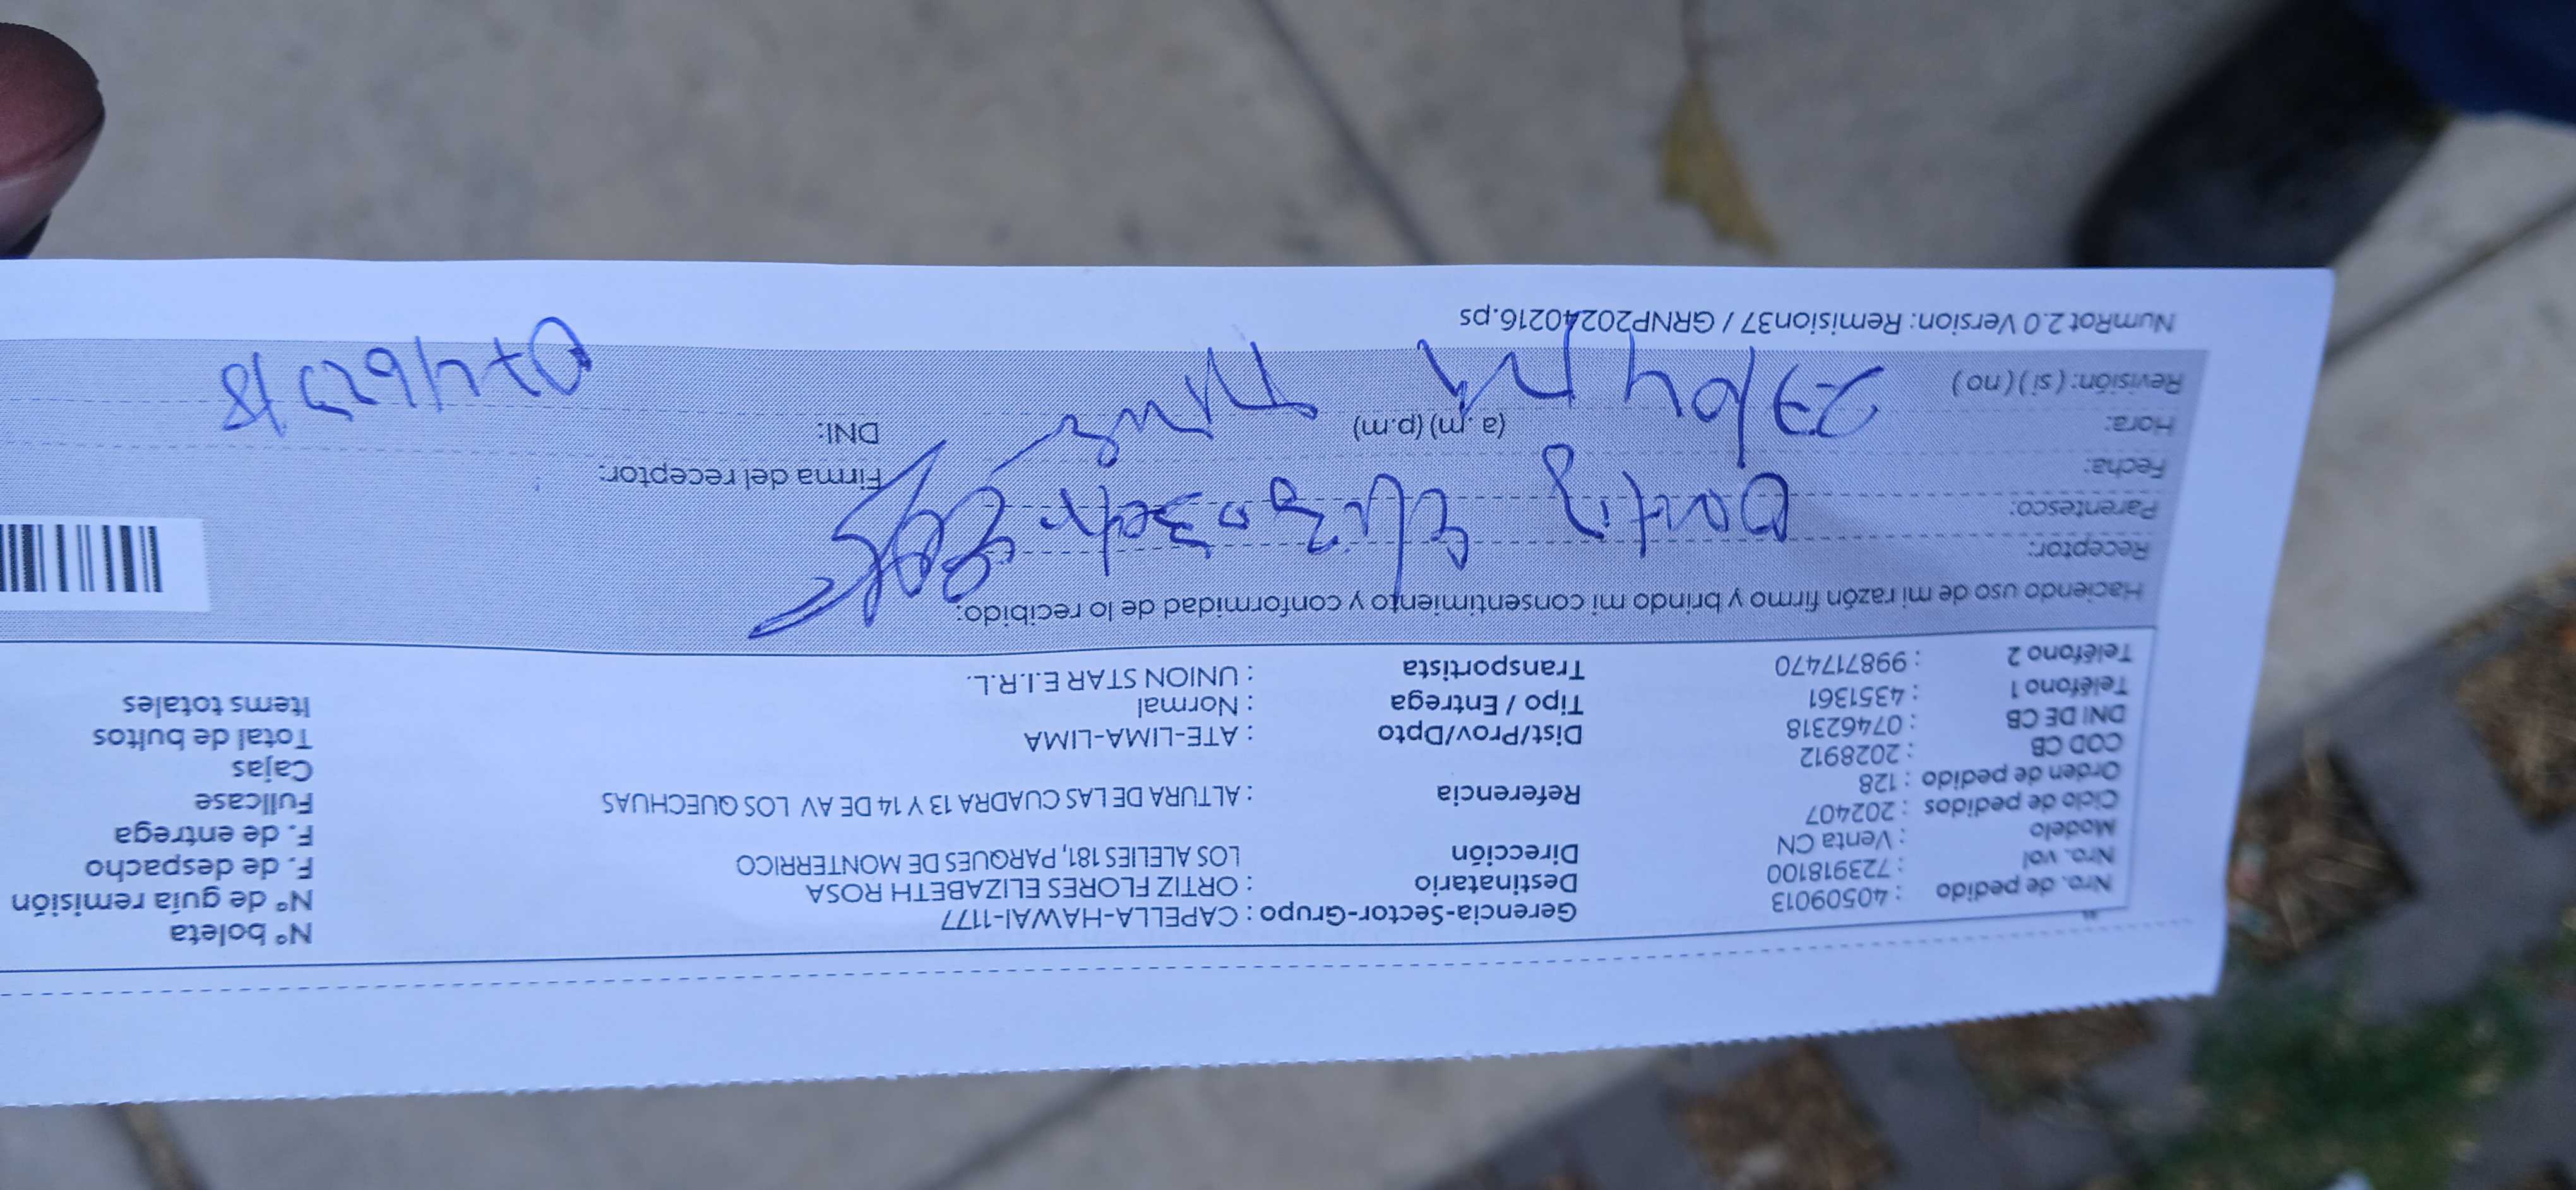 Nro. de pedido : 40509013
Nro. vol : 723918100
Modelo : Venta CN
Ciclo de pedidos : 202407
Orden de pedido : 128
COD CB : 2028912
DNI DE CB : 07462318
Teléfono 1 : 4351361
Teléfono 2 : 998717470
Gerencia-Sector-Grupo : CAPELLA-HAWAI-1177
Destinatario : ORTIZ FLORES ELIZABETH ROSA
Dirección LOS ALELIES 181, PARQUES DE MONTERRICO
Referencia : ALTURA DE LAS CUADRA 13 Y 14 DE AV LOS QUECHUAS
Dist/Prov/Dpto : ATE-LIMA-LIMA
Tipo / Entrega : Normal
Transportista : UNION STAR E.I.R.L.
N° boleta
N° de guía remisión
F. de despacho
F. de entrega
Fullcase
Cajas
Total de bultos
Items totales
Haciendo uso de mi razón firmo y brindo mi consentimiento y conformidad de lo recibido:
Receptor:
Parentesco: Ortiz
Fecha:
Hora: (a.m) (p.m)
Revisión: ( si ) ( no )
Firma del receptor:
DNI: 07462318
NumRot 2.0 Version: Remision37 / GRNP20240216.ps